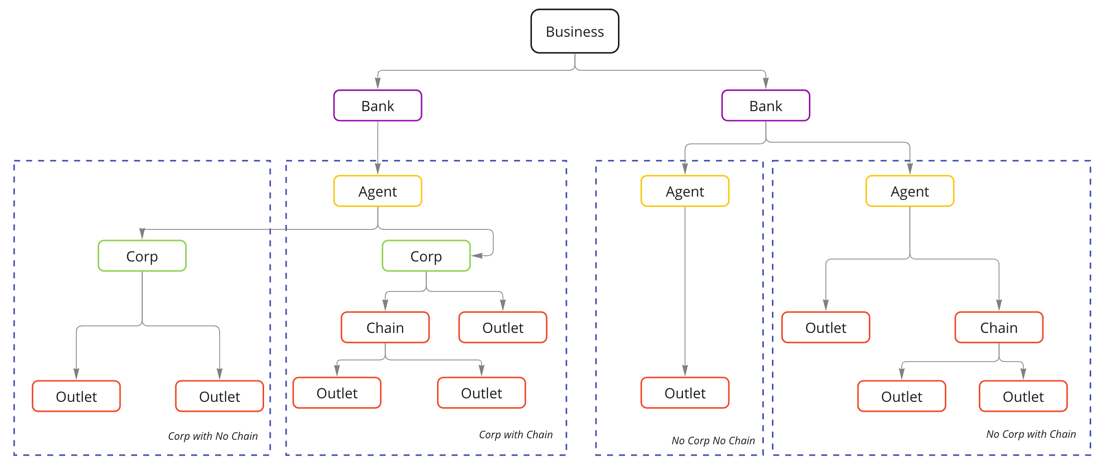 Business
Bank
Bank
Agent
Agent
Agent
Corp
Corp
Chain
Outlet
Outlet
Chain
Outlet
Outlet
Outlet
Outlet
Outlet
Outlet
Outlet
Corp with No Chain
Corp with Chain
No Corp No Chain
No Corp with Chain